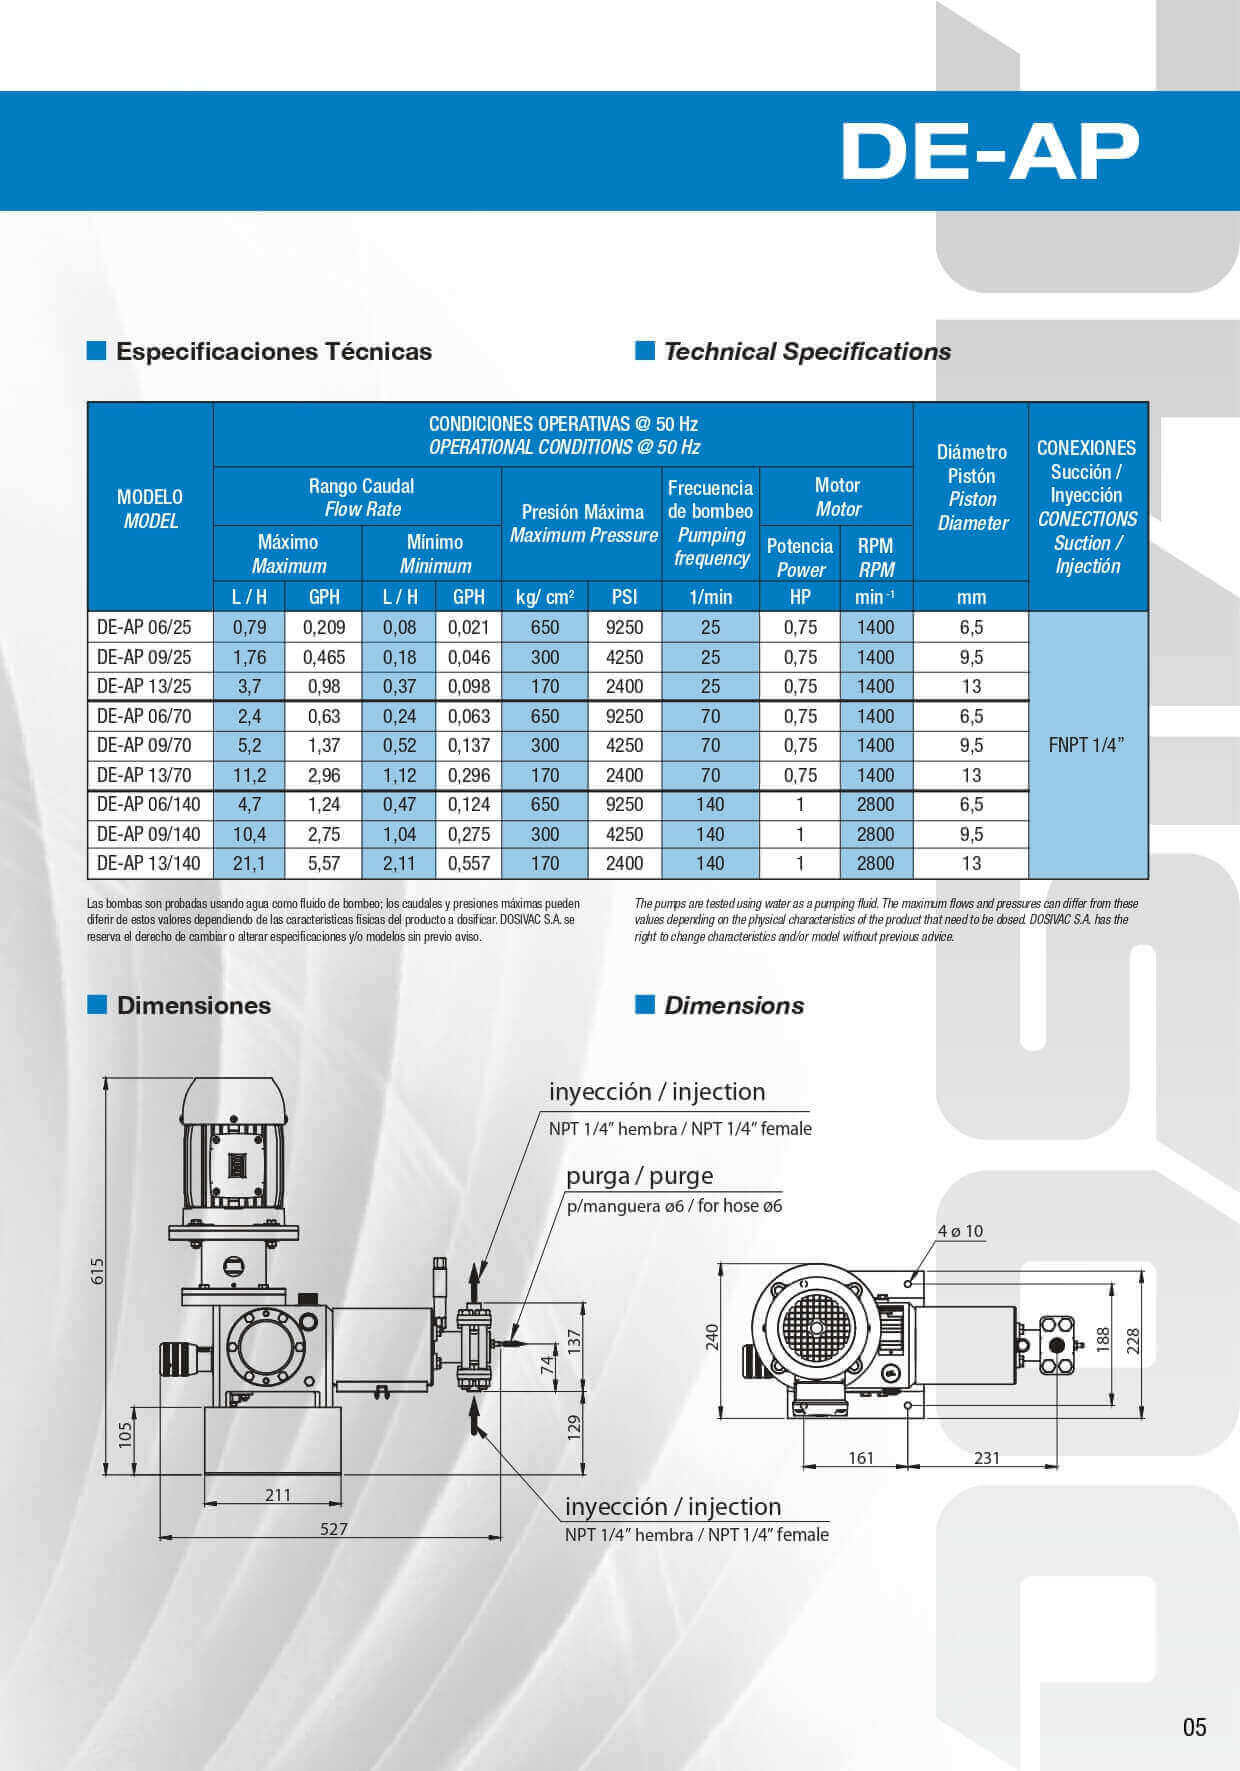 DE-AP
Especificaciones Técnicas
Technical Specifications
MODELO
MODEL
CONDICIONES OPERATIVAS @ 50 Hz
OPERATIONAL CONDITIONS @ 50 Hz
Rango Caudal
Flow Rate
Máximo
Maximum
Mínimo
Minimum
Presión Máxima
Maximum Pressure
Frecuencia
de bombeo
Pumping
frequency
Motor
Motor
Potencia
Power
RPM
RPM
Diámetro
Pistón
Piston
Diameter
CONEXIONES
Succión /
Inyección
CONECTIONS
Suction /
Injectión
L / H GPH L / H GPH kg/ cm² PSI 1/min HP min -1 mm
DE-AP 06/25 0,79 0,209 0,08 0,021 650 9250 25 0,75 1400 6,5
DE-AP 09/25 1,76 0,465 0,18 0,046 300 4250 25 0,75 1400 9,5
DE-AP 13/25 3,7 0,98 0,37 0,098 170 2400 25 0,75 1400 13
DE-AP 06/70 2,4 0,63 0,24 0,063 650 9250 70 0,75 1400 6,5
DE-AP 09/70 5,2 1,37 0,52 0,137 300 4250 70 0,75 1400 9,5
FNPT 1/4”
DE-AP 13/70 11,2 2,96 1,12 0,296 170 2400 70 0,75 1400 13
DE-AP 06/140 4,7 1,24 0,47 0,124 650 9250 140 1 2800 6,5
DE-AP 09/140 10,4 2,75 1,04 0,275 300 4250 140 1 2800 9,5
DE-AP 13/140 21,1 5,57 2,11 0,557 170 2400 140 1 2800 13
Las bombas son probadas usando agua como fluido de bombeo; los caudales y presiones máximas pueden
diferir de estos valores dependiendo de las caracteristicas fisicas del producto a dosificar. DOSIVAC S.A. se
reserva el derecho de cambiar o alterar especificaciones y/o modelos sin previo aviso.
The pumps are tested using water as a pumping fluid. The maximum flows and pressures can differ from these
values depending on the physical characteristics of the product that need to be dosed. DOSIVAC S.A. has the
right to change characteristics and/or model without previous advice.
Dimensiones
Dimensions
inyección / injection
NPT 1/4” hembra / NPT 1/4” female
purga / purge
p/manguera ø6 / for hose ø6
615
105
211
527
137
74
129
inyección / injection
NPT 1/4” hembra / NPT 1/4” female
4 ø 10
240
188
228
161
231
05